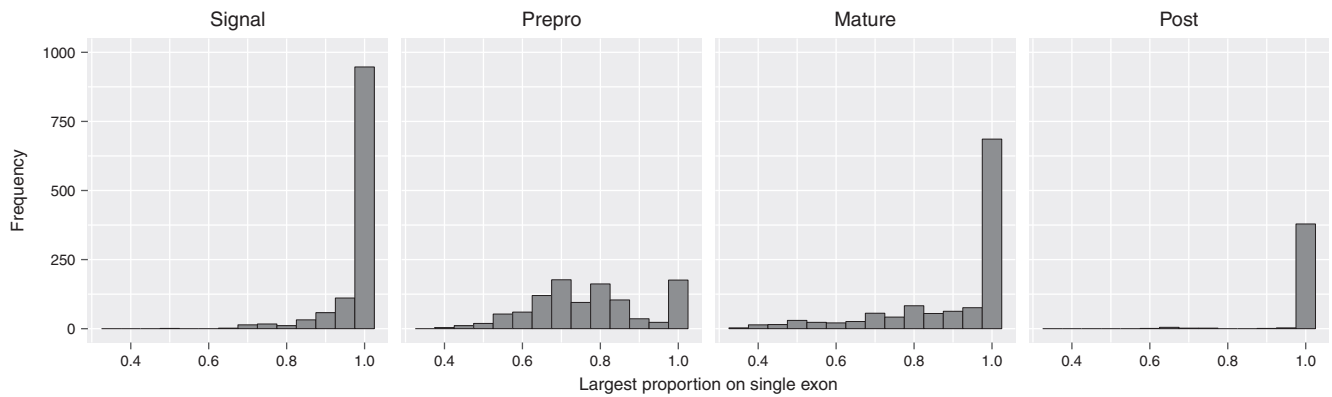 Signal Prepro Mature Post
1000
750
500
250
0
Frequency
0.4 0.6 0.8 1.0 0.4 0.6 0.8 1.0 0.4 0.6 0.8 1.0 0.4 0.6 0.8 1.0
Largest proportion on single exon